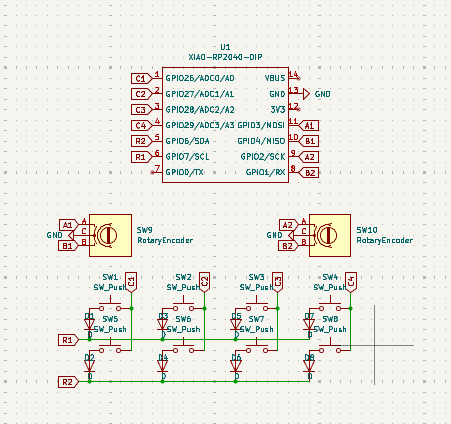 U1
XIAO-RP2040-DIP
C1 1 GPIO26/ADC0/A0 VBUS 14
C2 2 GPIO27/ADC1/A1 GND 13 GND
C3 3 GPIO28/ADC2/A2 3V3 12
C4 4 GPIO29/ADC3/A3 GPIO3/MOSI 11 A1
R2 5 GPIO6/SDA GPIO4/MISO 10 B1
R1 6 GPIO7/SCL GPIO2/SCK 9 A2
7 GPIO0/TX GPIO1/RX 8 B2
A1 A SW9 A2 A SW10
GND C RotaryEncoder GND C RotaryEncoder
B1 B B2 B
SW1 C1 SW2 C2 SW3 C3 SW4 C4
SW_Push SW_Push SW_Push SW_Push
D1 SW5 D3 SW6 D5 SW7 D7 SW8
D SW_Push D SW_Push D SW_Push D SW_Push
R1
D2 D4 D6 D8
D D D D
R2